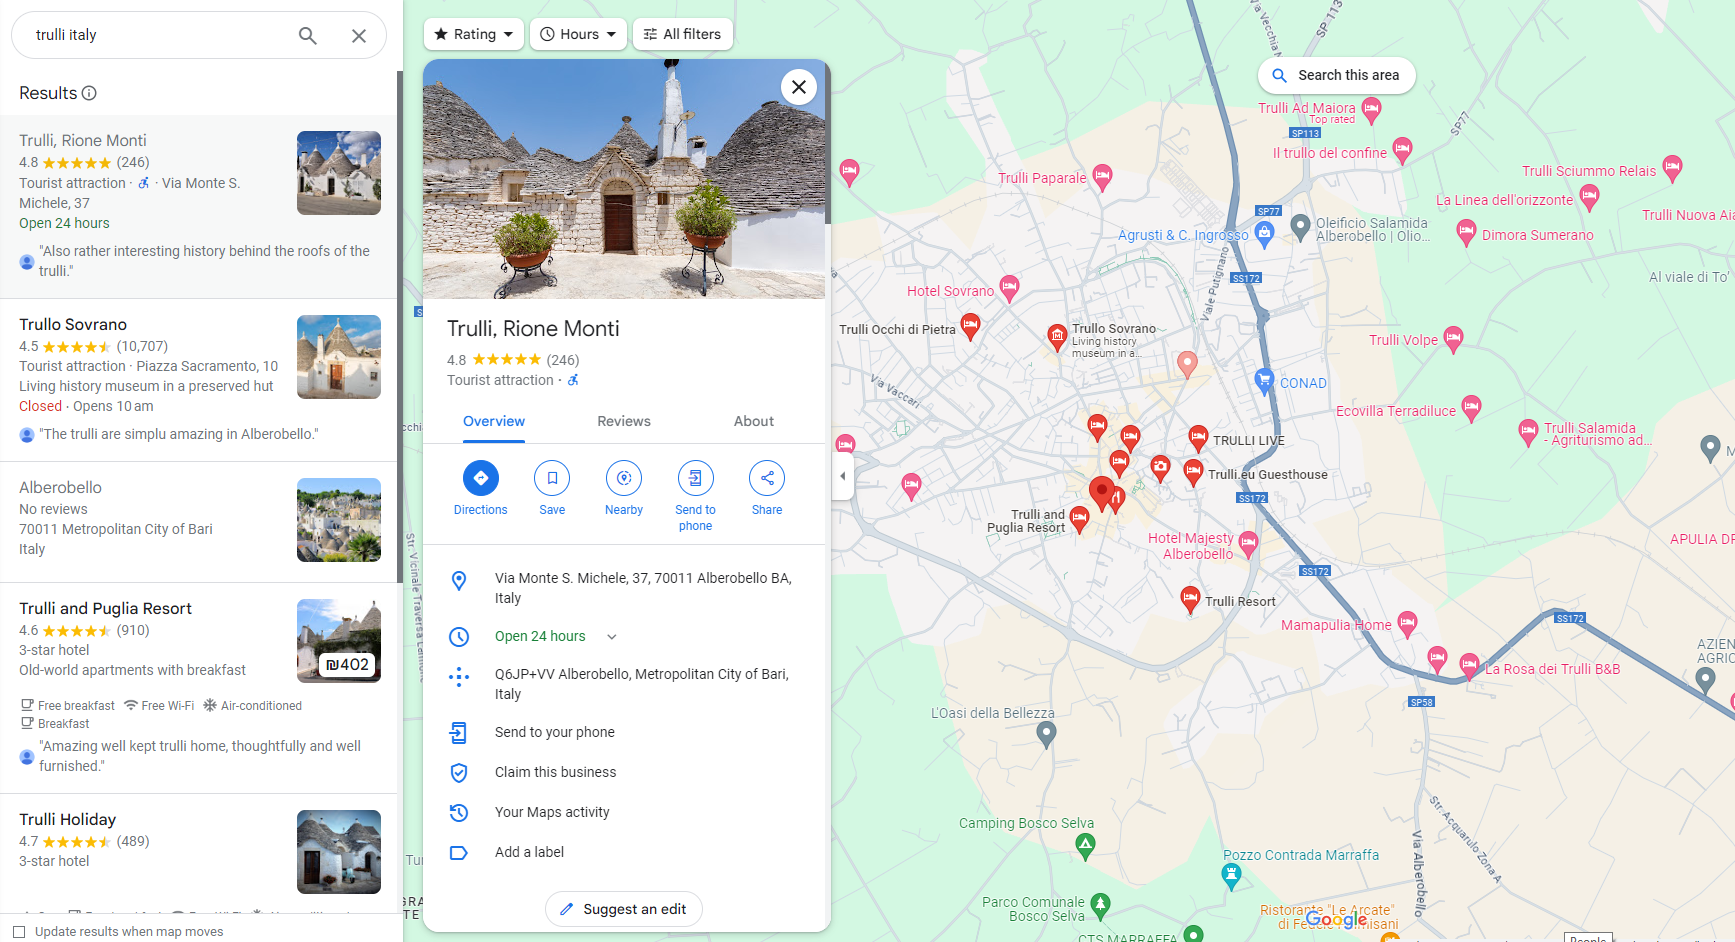 trulli italy
Results
Trulli, Rione Monti
4.8 (246)
Tourist attraction · · Via Monte S.
Michele, 37
Open 24 hours
"Also rather interesting history behind the roofs of the
trulli."
Trullo Sovrano
4.5 (10,707)
Tourist attraction · Piazza Sacramento, 10
Living history museum in a preserved hut
Closed · Opens 10 am
"The trulli are simplu amazing in Alberobello."
Alberobello
No reviews
70011 Metropolitan City of Bari
Italy
Trulli and Puglia Resort
4.6 (910)
3-star hotel
Old-world apartments with breakfast
₪402
Free breakfast Free Wi-Fi Air-conditioned
Breakfast
"Amazing well kept trulli home, thoughtfully and well
furnished."
Trulli Holiday
4.7 (489)
3-star hotel
Update results when map moves
Rating Hours All filters
Trulli, Rione Monti
4.8 (246)
Tourist attraction ·
Overview Reviews About
Directions Save Nearby Send to
phone
Share
Via Monte S. Michele, 37, 70011 Alberobello BA,
Italy
Open 24 hours
Q6JP+VV Alberobello, Metropolitan City of Bari,
Italy
Send to your phone
Claim this business
Your Maps activity
Add a label
Suggest an edit
Search this area
SP-113
Trulli Ad Maiora
Top rated
SP113
SP77
Il trullo del confine
Trulli Paparale
Trulli Sciummo Relais
La Linea dell'orizzonte
Trulli Nuova
SP77
Oleificio Salamida
Alberobello | Olio...
Agrusti & C. Ingrosso
Dimora Sumerano
SS172
Al viale di To'
Viale Putignano
Hotel Sovrano
Trulli Occhi di Pietra
Trullo Sovrano
Living history
museum in a...
Trulli Volpe
Via Vaccari
CONAD
Ecovilla Terradiluce
Trulli Salamida
- Agriturismo ad...
TRULLI LIVE
Trulli.eu Guesthouse
SS172
Trulli and
Puglia Resort
Hotel Majesty
Alberobello
APULIA
SS172
Trulli Resort
Mamapulia Home
SS172
La Rosa dei Trulli B&B
SP58
L'Oasi della Bellezza
Str. Acquarulo Zona A
Camping Bosco Selva
Via Alberobello
Pozzo Contrada Marraffa
Parco Comunale
Bosco Selva
Ristorante "Le Arcate"
Google
CTS MARRAFFA